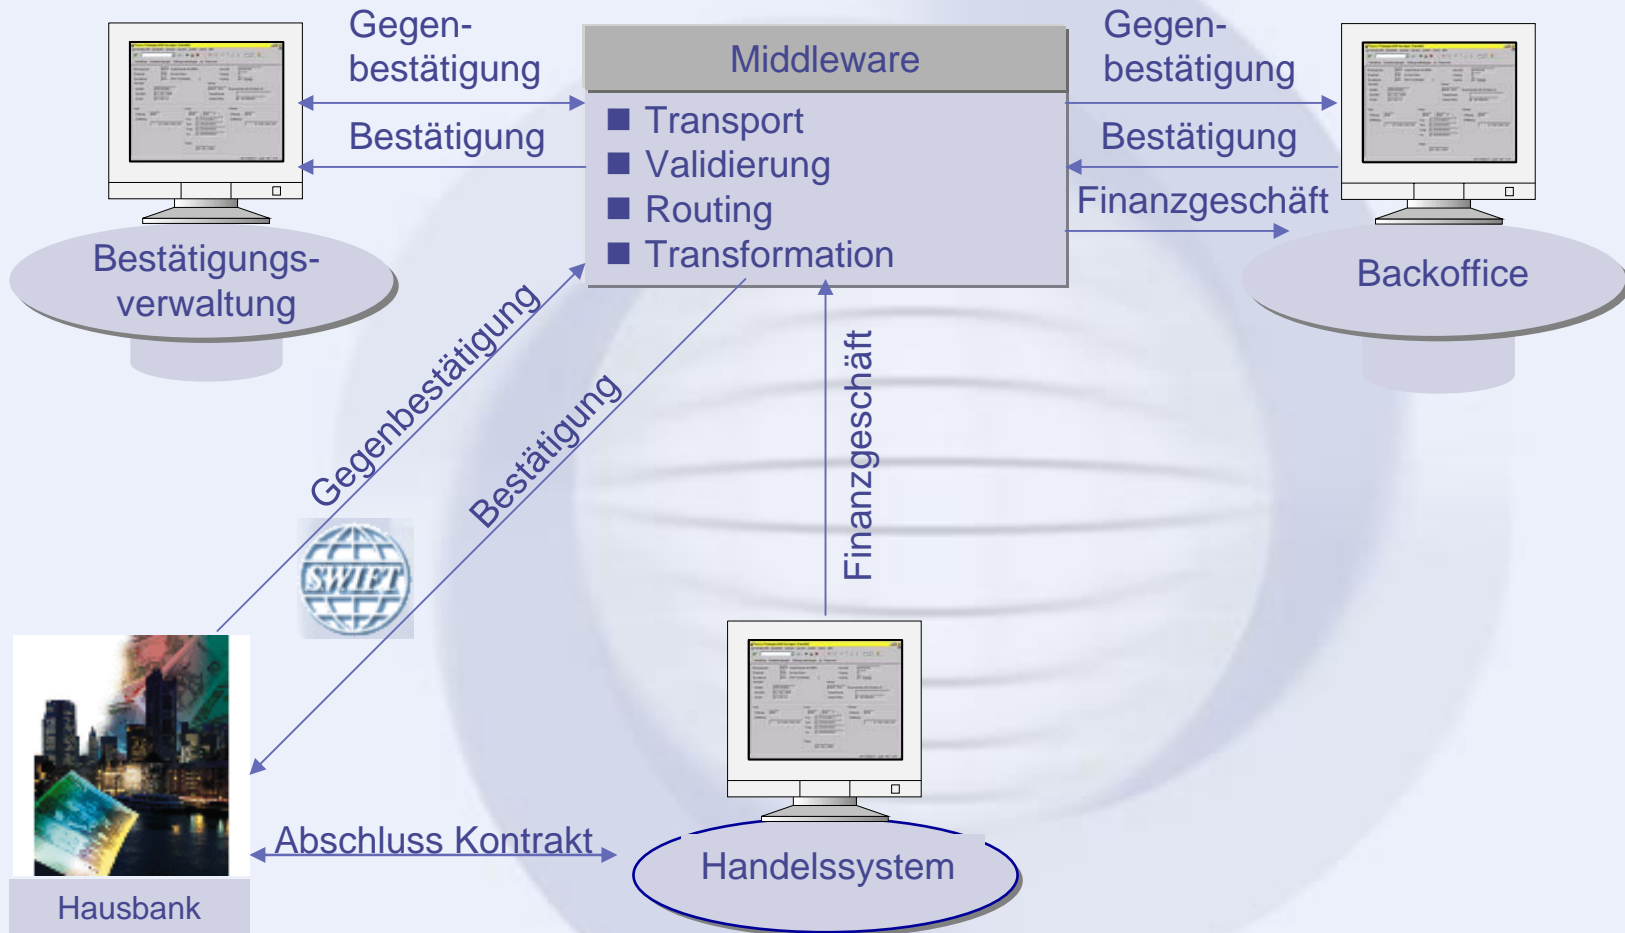 Gegen-
bestätigung
Bestätigung
Middleware
Transport
Validierung
Routing
Transformation
Gegen-
bestätigung
Bestätigung
Finanzgeschäft
Bestätigungs-
verwaltung
Backoffice
Gegenbestätigung
Bestätigung
Finanzgeschäft
SWIFT
Abschluss Kontrakt
Handelssystem
Hausbank